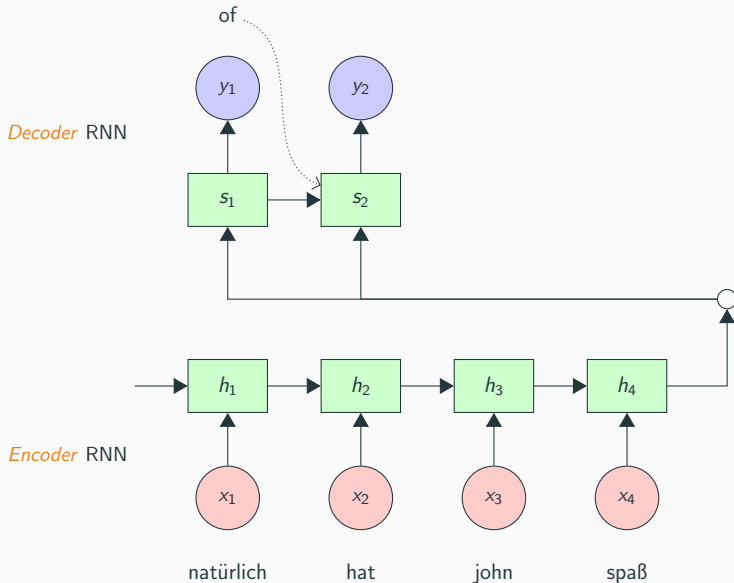 of
y1 y2
Decoder RNN
s1 s2
h1 h2 h3 h4
Encoder RNN
x1 x2 x3 x4
natürlich hat john spaß